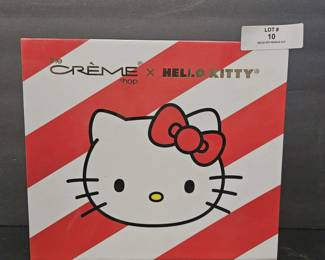 LOT #
10
the
CRÈME®
shop
× HELLO KITTY®